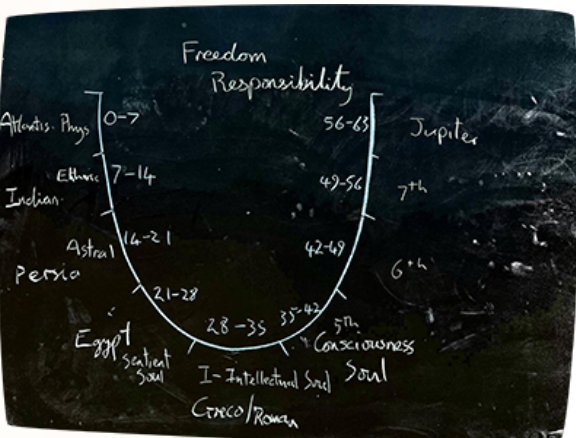 Freedom
Responsibility
Atlantis. Phys 0-7 56-63 Jupiter
Etheric 7-14 49-56 7th
Indian
Astral 14-21 42-49 6th
Persia
21-28 35-42
28-35
Egypt 5th
Sentient Consciousness
Soul Soul
I-Intellectual Soul
Greco/Roman